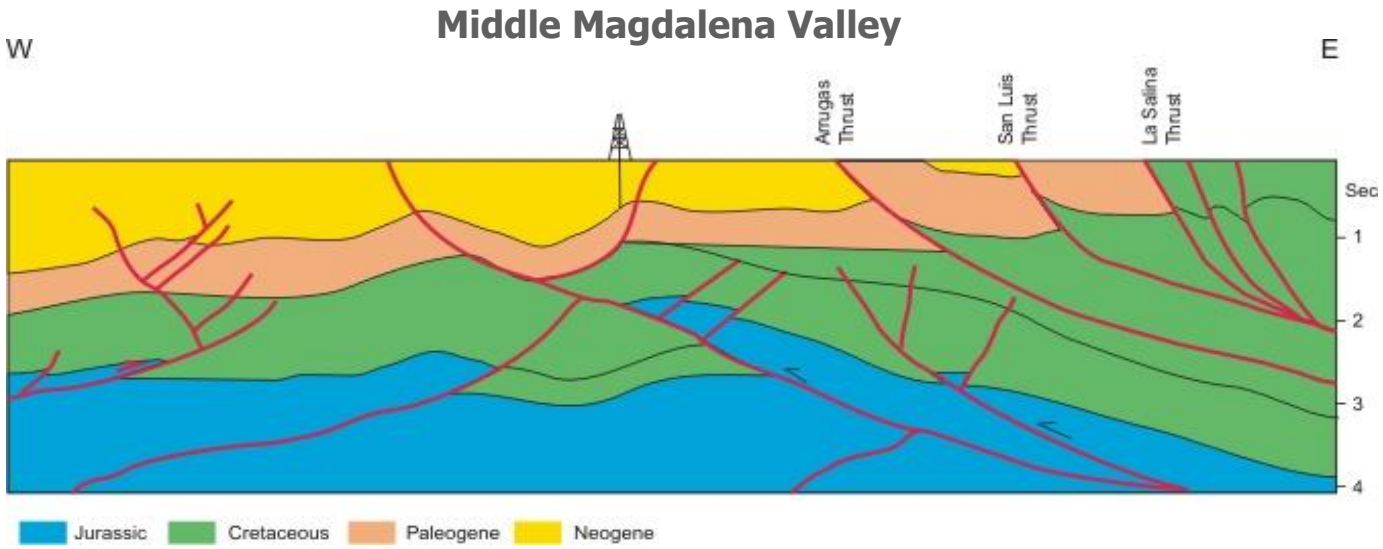 Middle Magdalena Valley
W
E
Arrugas
Thrust
San Luis
Thrust
La Salina
Thrust
Sec
1
2
3
4
Jurassic
Cretaceous
Paleogene
Neogene